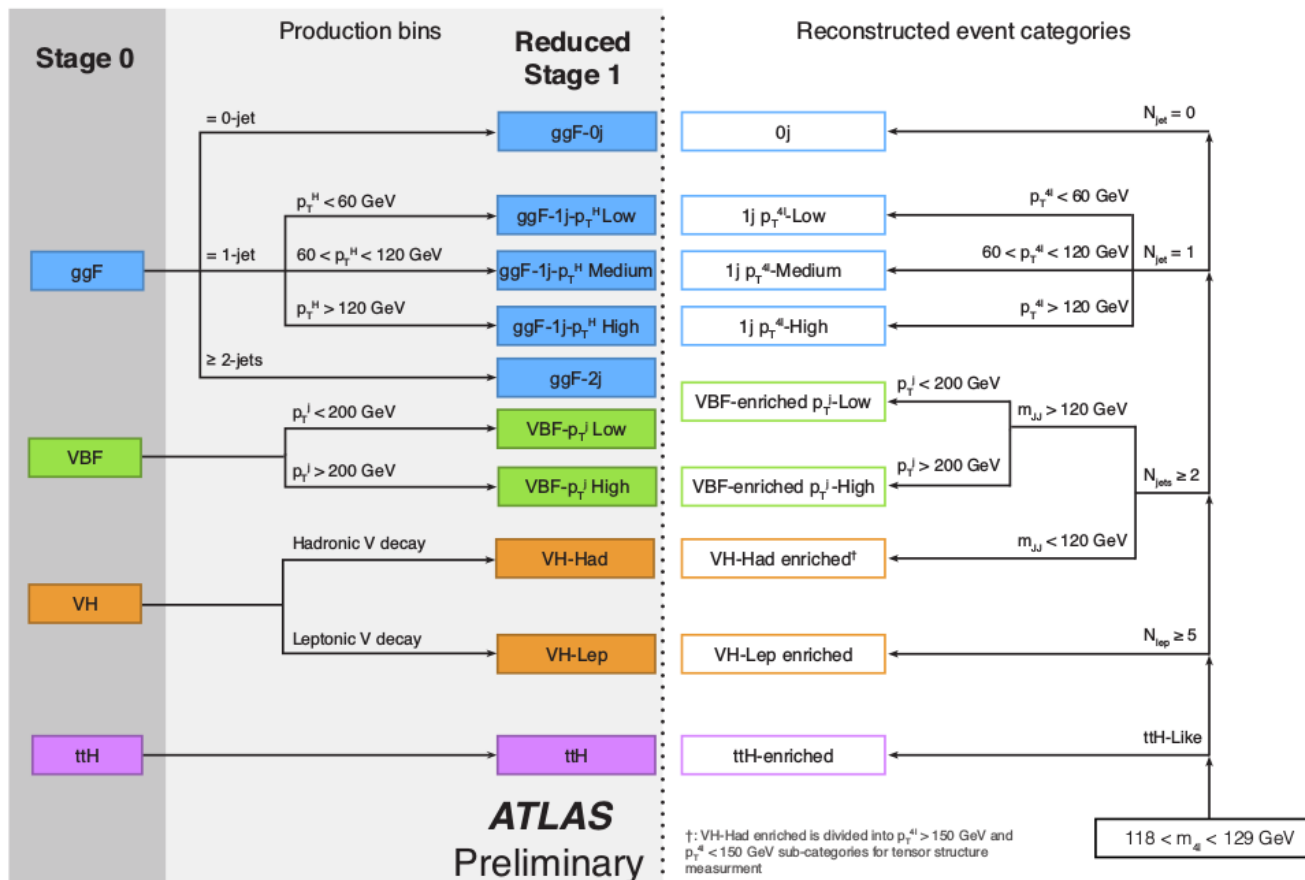 Production bins
Reconstructed event categories
Stage 0
Reduced
Stage 1
= 0-jet
ggF-0j
0j
N_jet = 0
p_T^H < 60 GeV
ggF-1j-p_T^H Low
1j p_T^4l-Low
p_T^4l < 60 GeV
ggF
= 1-jet
60 < p_T^H < 120 GeV
ggF-1j-p_T^H Medium
1j p_T^4l-Medium
60 < p_T^4l < 120 GeV
N_jet = 1
p_T^H > 120 GeV
ggF-1j-p_T^H High
1j p_T^4l-High
p_T^4l > 120 GeV
≥ 2-jets
ggF-2j
p_T^j < 200 GeV
VBF-p_T^j Low
VBF-enriched p_T^j-Low
p_T^j < 200 GeV
m_JJ > 120 GeV
VBF
p_T^j > 200 GeV
VBF-p_T^j High
VBF-enriched p_T^j-High
p_T^j > 200 GeV
N_jets ≥ 2
Hadronic V decay
VH-Had
VH-Had enriched†
m_JJ < 120 GeV
VH
Leptonic V decay
VH-Lep
VH-Lep enriched
N_lep ≥ 5
ttH
ttH
ttH-enriched
ttH-Like
ATLAS
Preliminary
†: VH-Had enriched is divided into p_T^4l > 150 GeV and
p_T^4l < 150 GeV sub-categories for tensor structure
measurment
118 < m_4l < 129 GeV